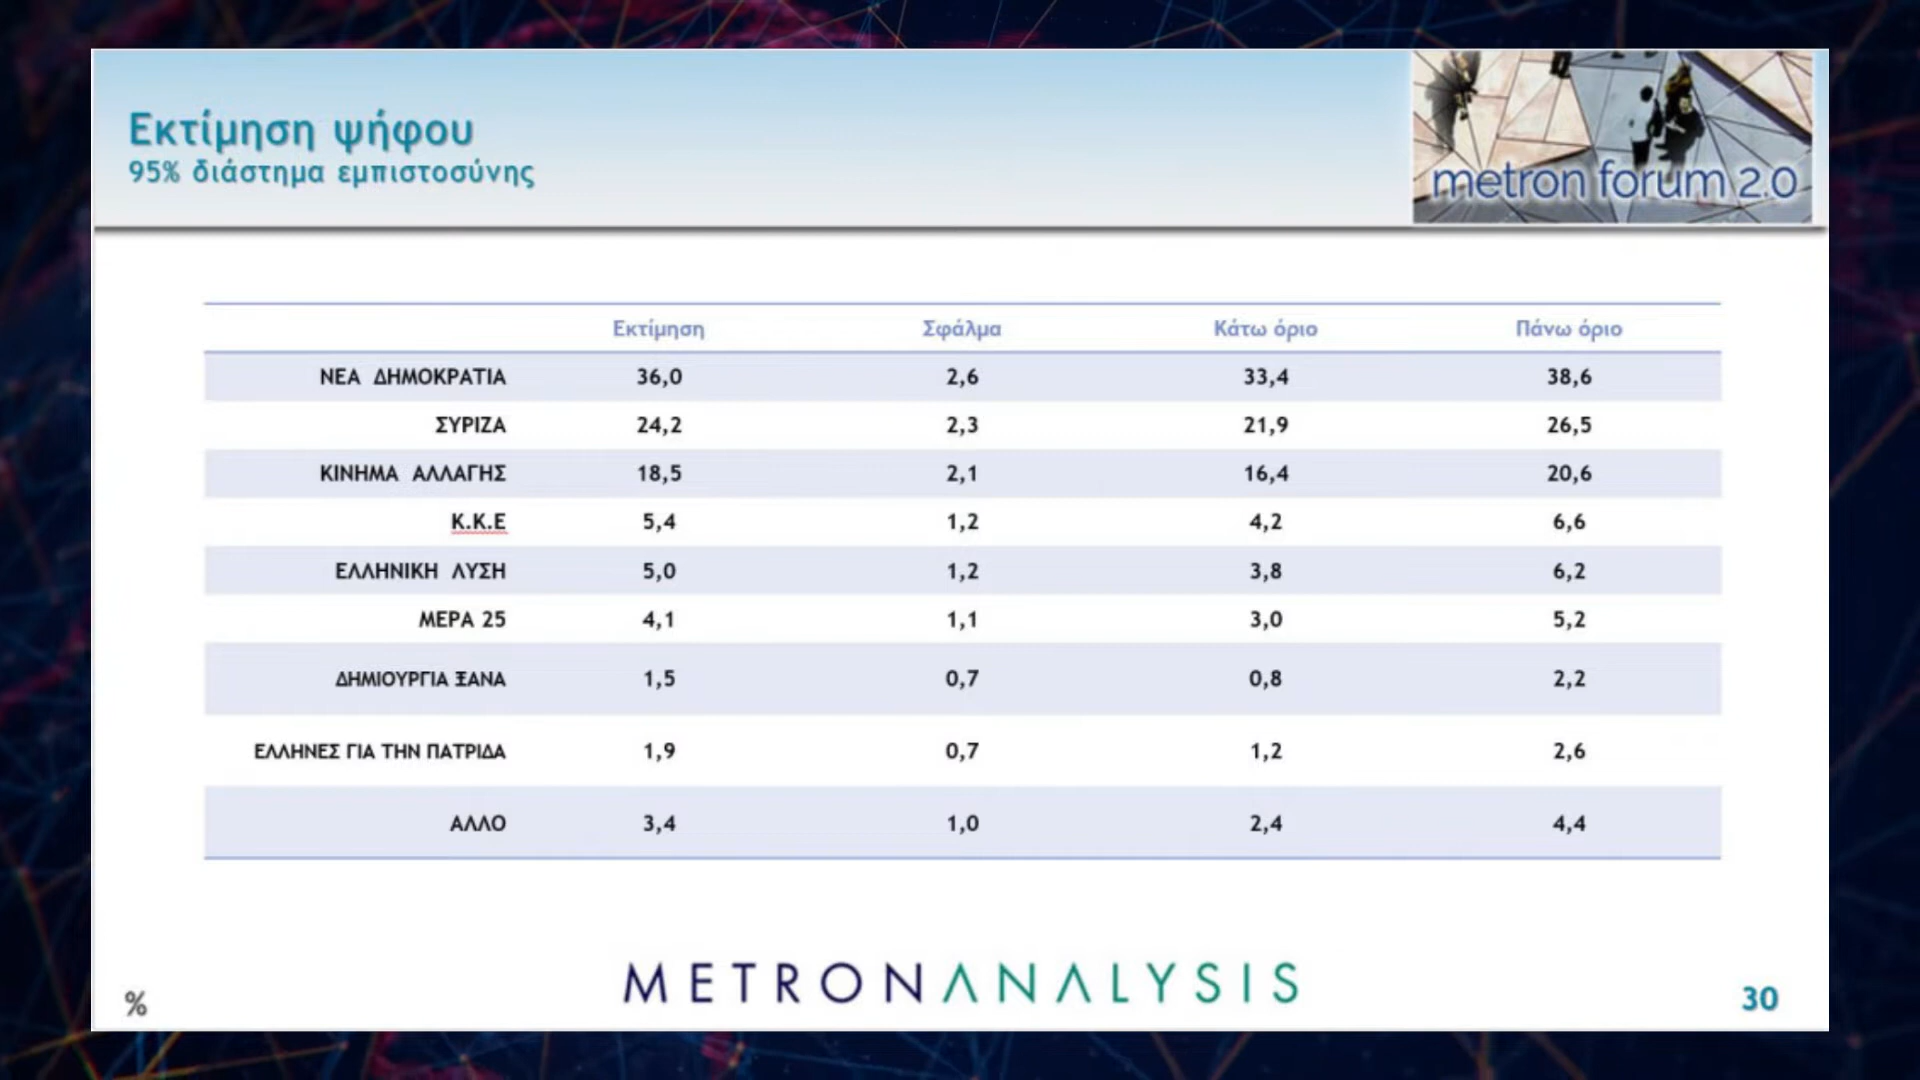 Εκτίμηση ψήφου
95% διάστημα εμπιστοσύνης
metron forum 2.0
Εκτίμηση Σφάλμα Κάτω όριο Πάνω όριο
ΝΕΑ ΔΗΜΟΚΡΑΤΙΑ 36,0 2,6 33,4 38,6
ΣΥΡΙΖΑ 24,2 2,3 21,9 26,5
ΚΙΝΗΜΑ ΑΛΛΑΓΗΣ 18,5 2,1 16,4 20,6
Κ.Κ.Ε 5,4 1,2 4,2 6,6
ΕΛΛΗΝΙΚΗ ΛΥΣΗ 5,0 1,2 3,8 6,2
ΜΕΡΑ 25 4,1 1,1 3,0 5,2
ΔΗΜΙΟΥΡΓΙΑ ΞΑΝΑ 1,5 0,7 0,8 2,2
ΕΛΛΗΝΕΣ ΓΙΑ ΤΗΝ ΠΑΤΡΙΔΑ 1,9 0,7 1,2 2,6
ΑΛΛΟ 3,4 1,0 2,4 4,4
METRONANALYSIS
%
30